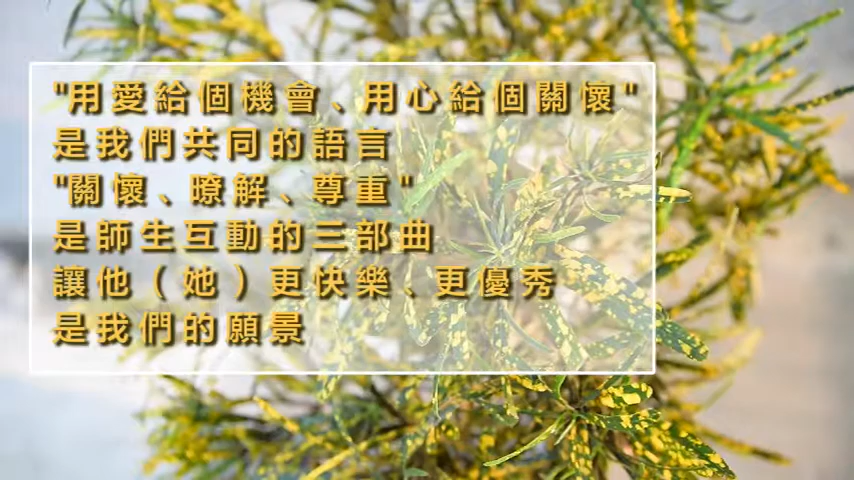 "用愛給個機會、用心給個關懷"
是我們共同的語言
"關懷、瞭解、尊重"
是師生互動的三部曲
讓他（她）更快樂、更優秀
是我們的願景